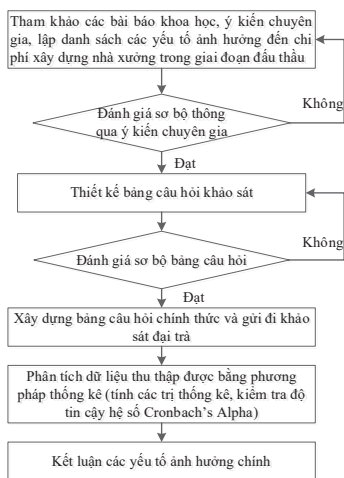 Tham khảo các bài báo khoa học, ý kiến chuyên
gia, lập danh sách các yếu tố ảnh hưởng đến chi
phí xây dựng nhà xưởng trong giai đoạn đấu thầu
Không
Đánh giá sơ bộ thông
qua ý kiến chuyên gia
Đạt
Thiết kế bảng câu hỏi khảo sát
Không
Đánh giá sơ bộ bảng câu hỏi
Đạt
Xây dựng bảng câu hỏi chính thức và gửi đi khảo
sát đại trà
Phân tích dữ liệu thu thập được bằng phương
pháp thống kê (tính các trị thống kê, kiểm tra độ
tin cậy hệ số Cronbach's Alpha)
Kết luận các yếu tố ảnh hưởng chính